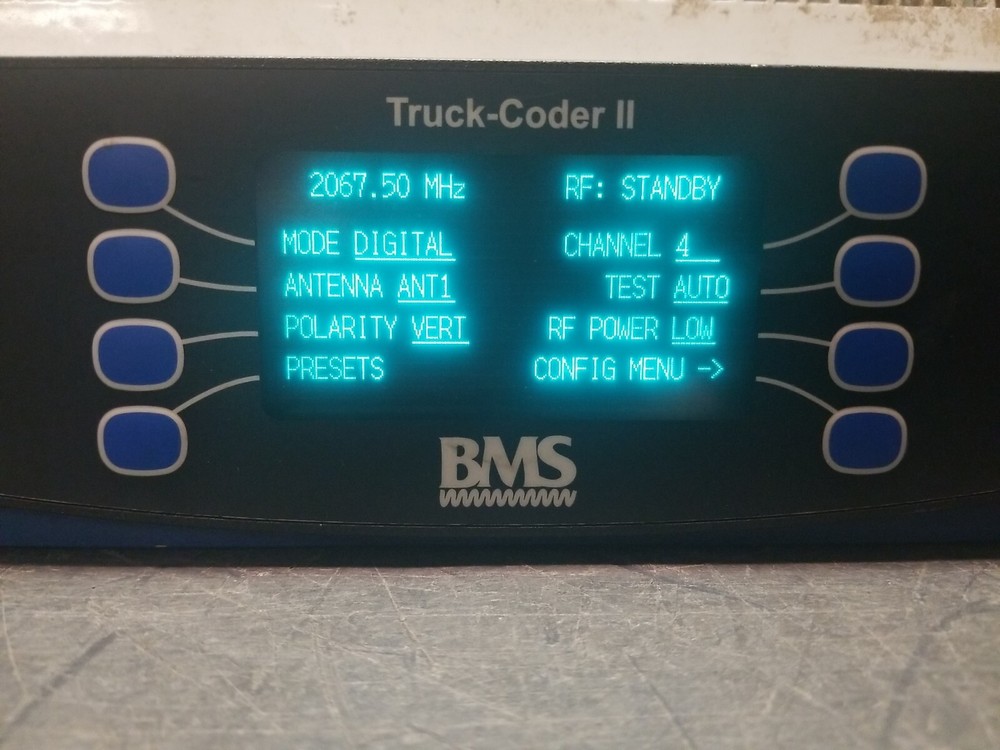 Truck-Coder II
2067.50 MHz RF: STANDBY
MODE DIGITAL CHANNEL 4
ANTENNA ANT1 TEST AUTO
POLARITY VERT RF POWER LOW
PRESETS CONFIG MENU ->
BMS